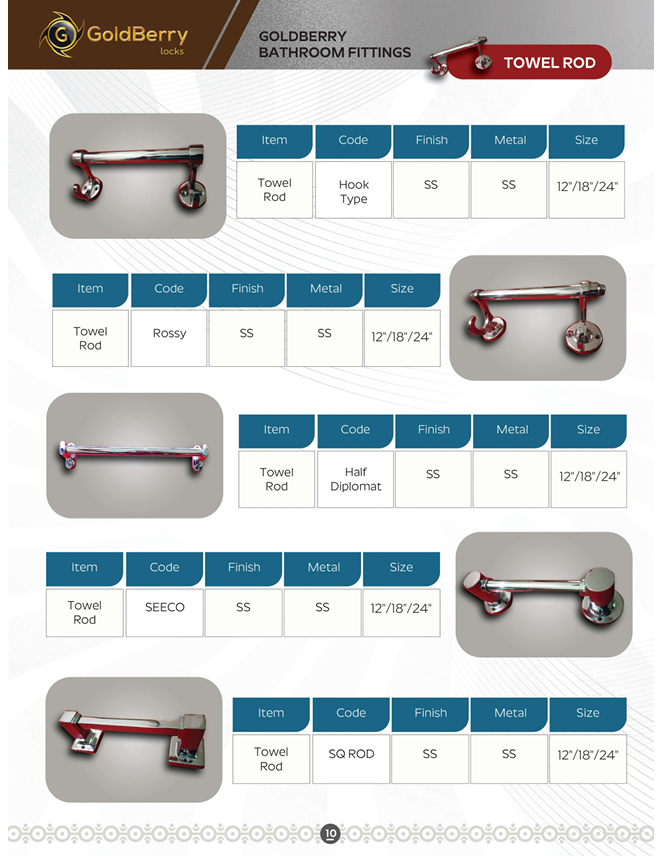 G GoldBerry
locks
GOLDBERRY
BATHROOM FITTINGS
TOWEL ROD
Item Code Finish Metal Size
Towel Rod Hook Type SS SS 12"/18"/24"
Item Code Finish Metal Size
Towel Rod Rossy SS SS 12"/18"/24"
Item Code Finish Metal Size
Towel Rod Half Diplomat SS SS 12"/18"/24"
Item Code Finish Metal Size
Towel Rod SEECO SS SS 12"/18"/24"
Item Code Finish Metal Size
Towel Rod SQ ROD SS SS 12"/18"/24"
10